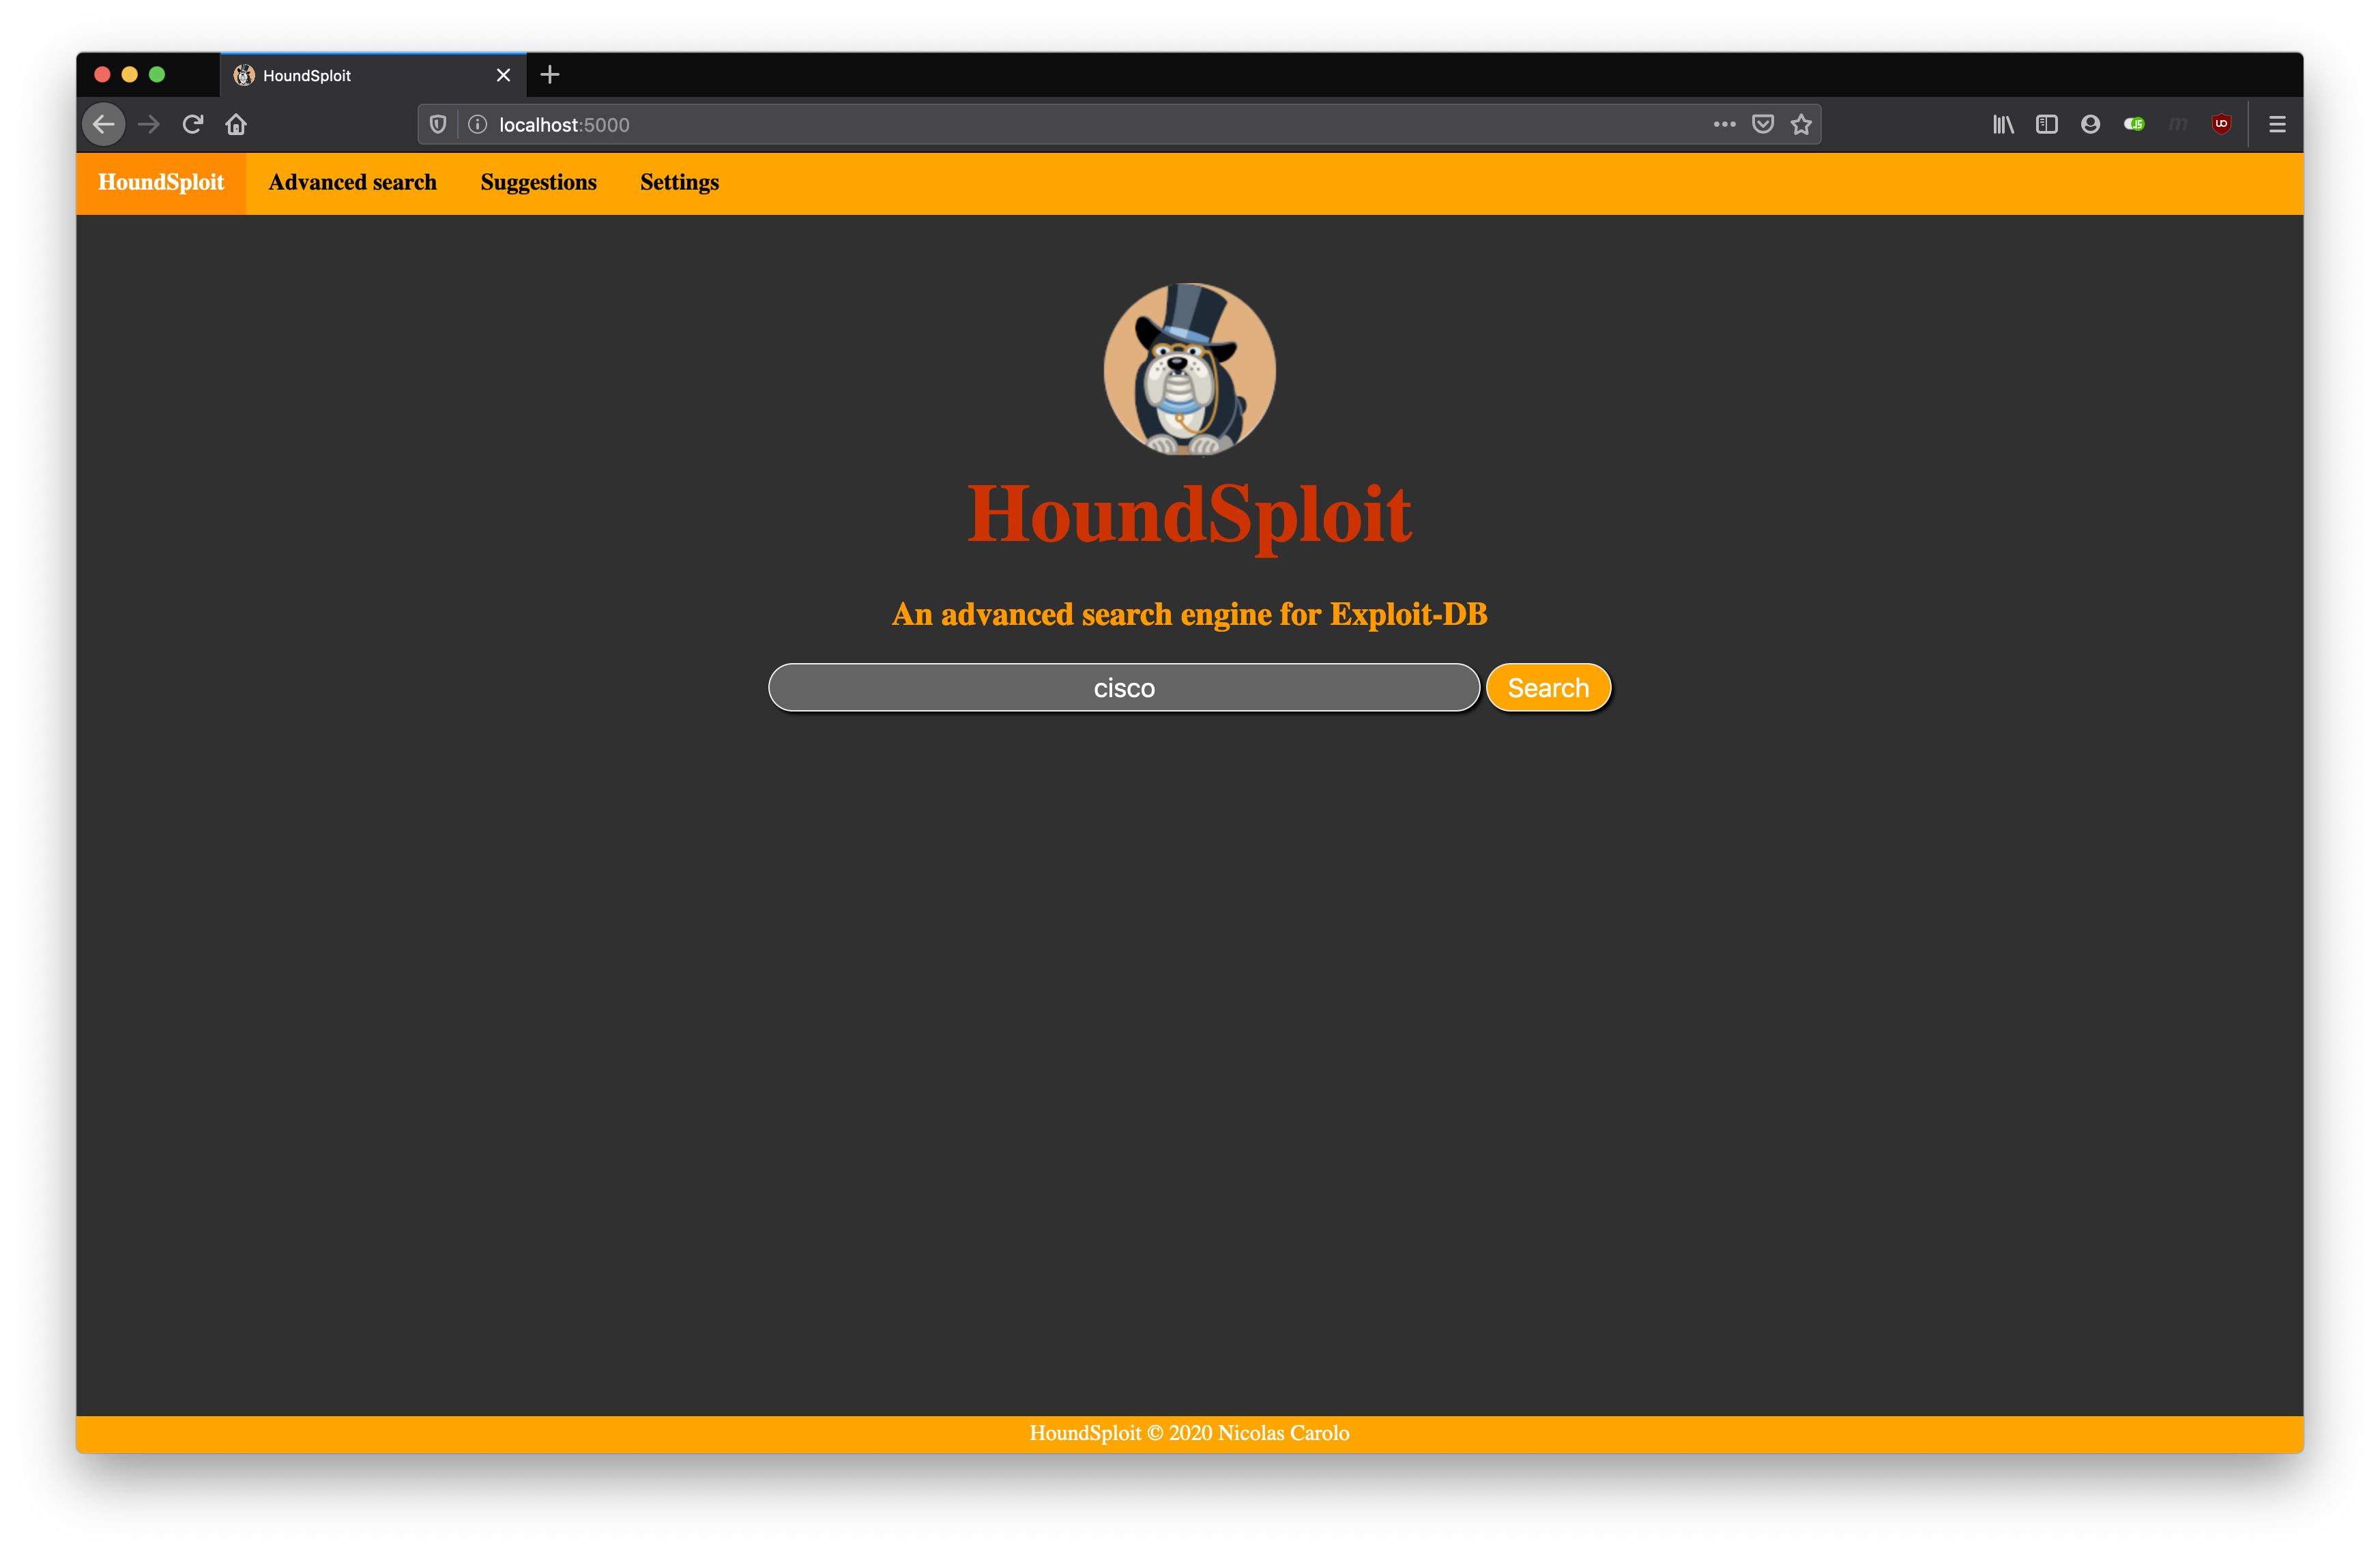 HoundSploit
localhost:5000
HoundSploit Advanced search Suggestions Settings
HoundSploit
An advanced search engine for Exploit-DB
cisco Search
HoundSploit © 2020 Nicolas Carolo